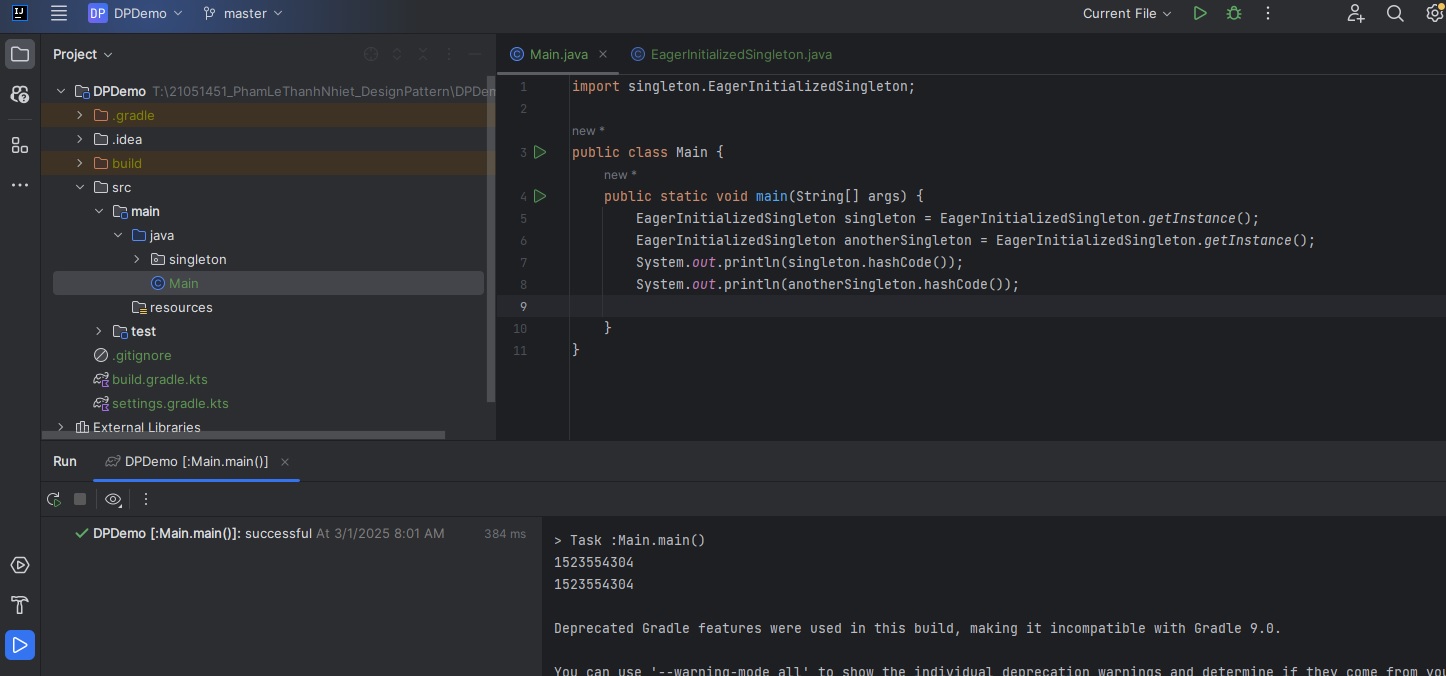 IJ
DP DPDemo master Current File
Project
Main.java
EagerInitializedSingleton.java
DPDemo T:\21051451_PhamLeThanhNhiet_DesignPattern\DPDem
.gradle
.idea
build
src
main
java
singleton
Main
resources
test
.gitignore
build.gradle.kts
settings.gradle.kts
External Libraries
1 import singleton.EagerInitializedSingleton;
2
new *
3 public class Main {
new *
4 public static void main(String[] args) {
5 EagerInitializedSingleton singleton = EagerInitializedSingleton.getInstance();
6 EagerInitializedSingleton anotherSingleton = EagerInitializedSingleton.getInstance();
7 System.out.println(singleton.hashCode());
8 System.out.println(anotherSingleton.hashCode());
9
10 }
11 }
Run DPDemo [:Main.main()]
DPDemo [:Main.main()]: successful At 3/1/2025 8:01 AM 384 ms
> Task :Main.main()
1523554304
1523554304
Deprecated Gradle features were used in this build, making it incompatible with Gradle 9.0.
You can use '--warning-mode all' to show the individual deprecation warnings and determine if they come from